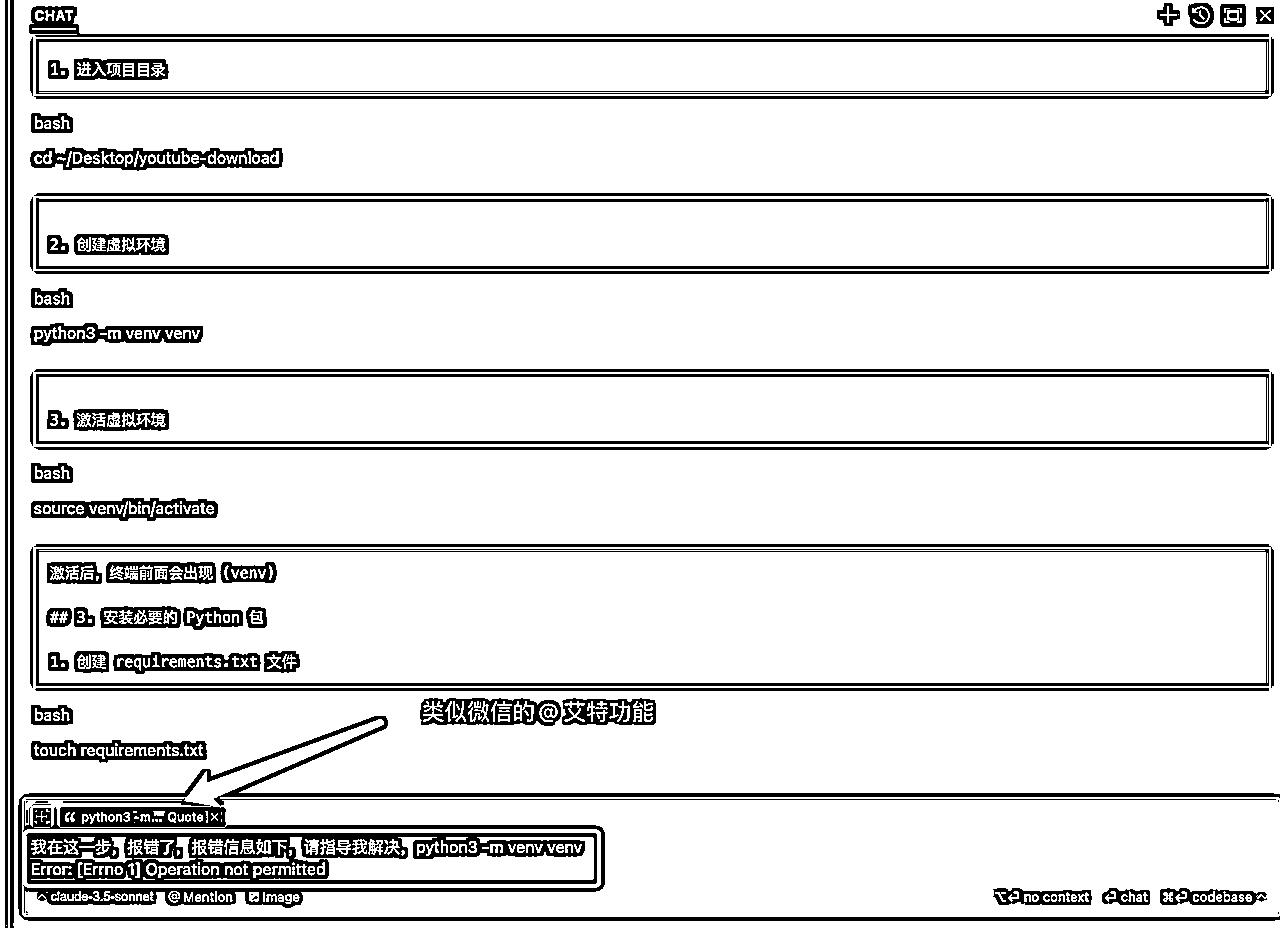 CHAT
1. 进入项目目录
bash
cd ~/Desktop/youtube-download
2. 创建虚拟环境
bash
python3 -m venv venv
3. 激活虚拟环境
bash
source venv/bin/activate
激活后，终端前面会出现 (venv)
## 3. 安装必要的 Python 包
1. 创建 requirements.txt 文件
bash
类似微信的@艾特功能
touch requirements.txt
python3 -m... Quote
我在这一步，报错了，报错信息如下，请指导我解决，python3 -m venv venv
Error: [Errno 1] Operation not permitted
claude-3.5-sonnet @ Mention Image no context chat codebase